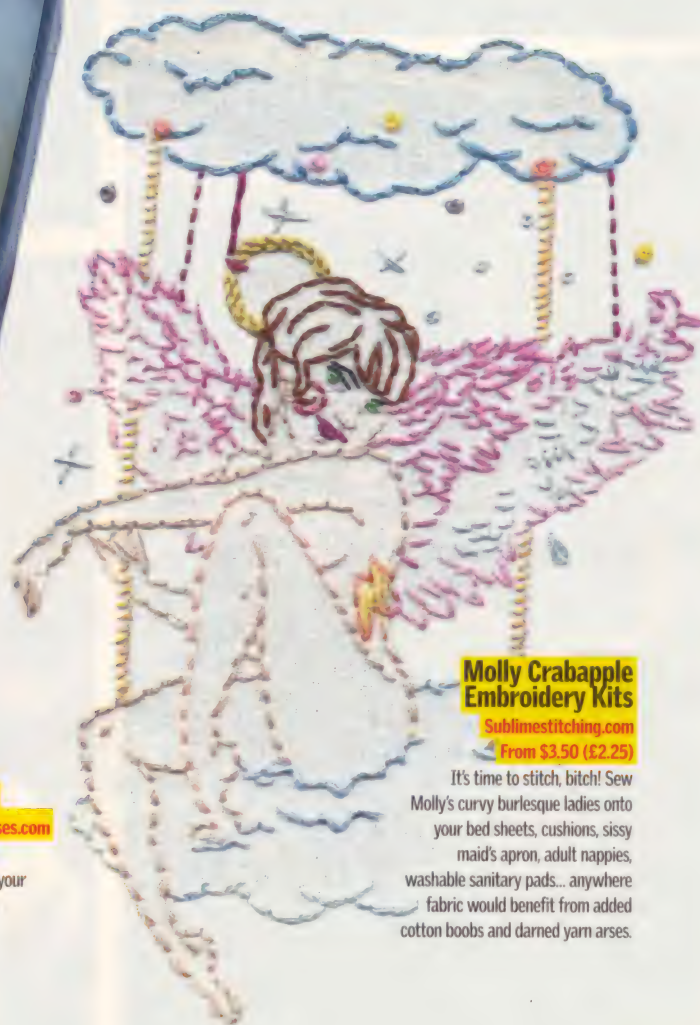 ses.com
your
Molly Crabapple
Embroidery Kits
Sublimestitching.com
From $3.50 (£2.25)
It's time to stitch, bitch! Sew
Molly's curvy burlesque ladies onto
your bed sheets, cushions, sissy
maid's apron, adult nappies,
washable sanitary pads... anywhere
fabric would benefit from added
cotton boobs and darned yarn arses.